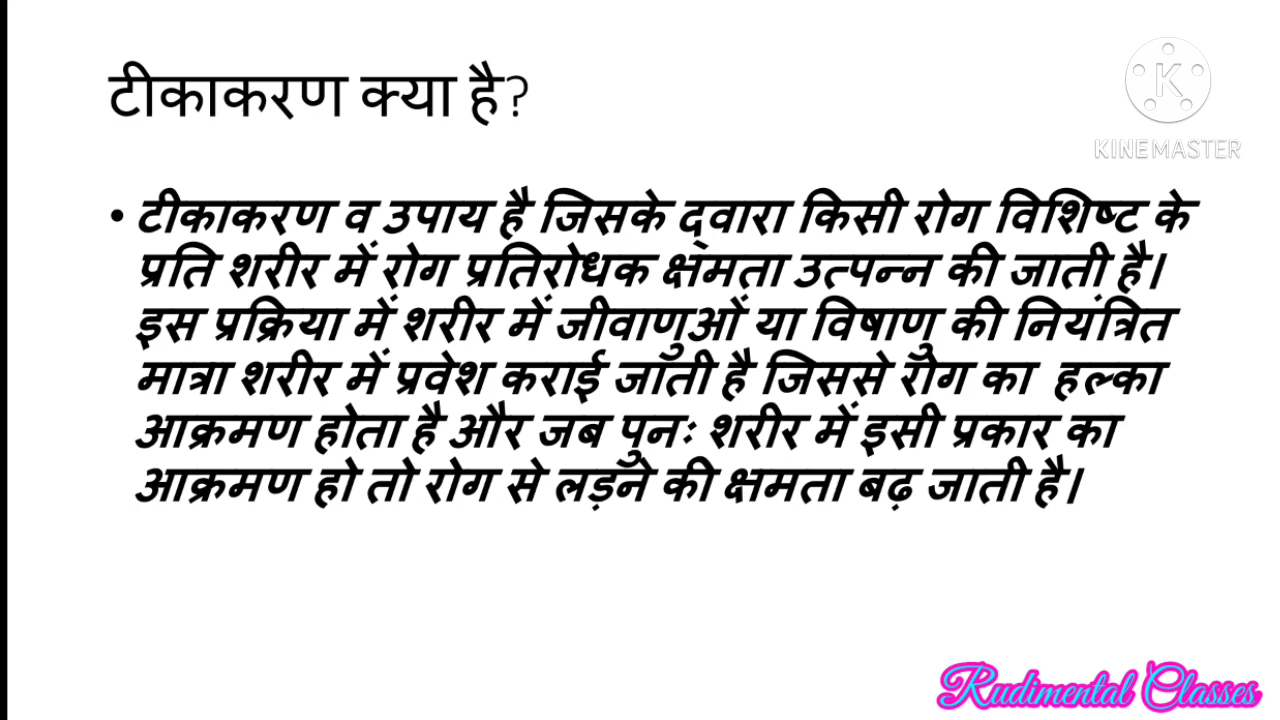 टीकाकरण क्या है?
K
KINEMASTER
• टीकाकरण व उपाय है जिसके द्वारा किसी रोग विशिष्ट के
प्रति शरीर में रोग प्रतिरोधक क्षमता उत्पन्न की जाती है।
इस प्रक्रिया में शरीर में जीवाणुओं या विषाणु की नियंत्रित
मात्रा शरीर में प्रवेश कराई जाती है जिससे रोग का हल्का
आक्रमण होता है और जब पुनः शरीर में इसी प्रकार का
आक्रमण हो तो रोग से लड़ने की क्षमता बढ़ जाती है।
Rudimental Classes